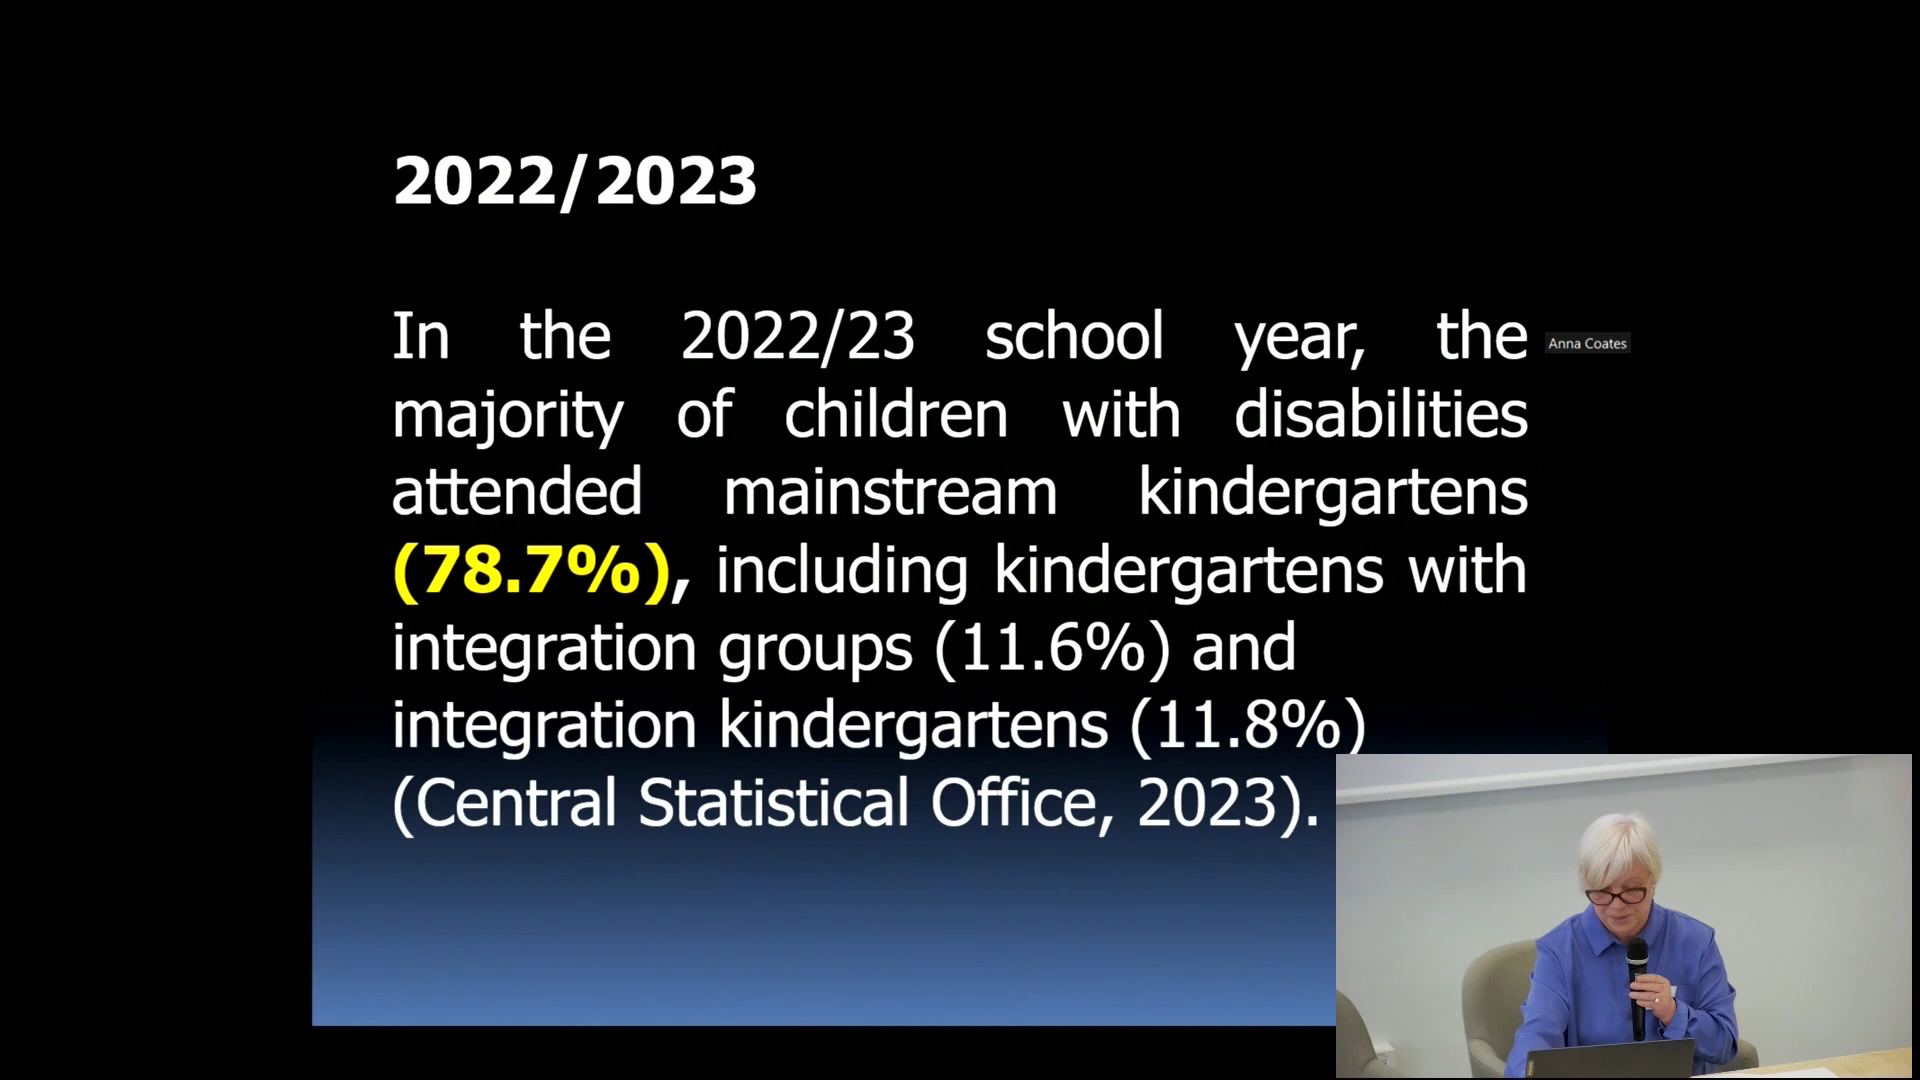 2022/2023
In the 2022/23 school year, the
majority of children with disabilities
attended mainstream kindergartens
(78.7%), including kindergartens with
integration groups (11.6%) and
integration kindergartens (11.8%)
(Central Statistical Office, 2023).
Anna Coates